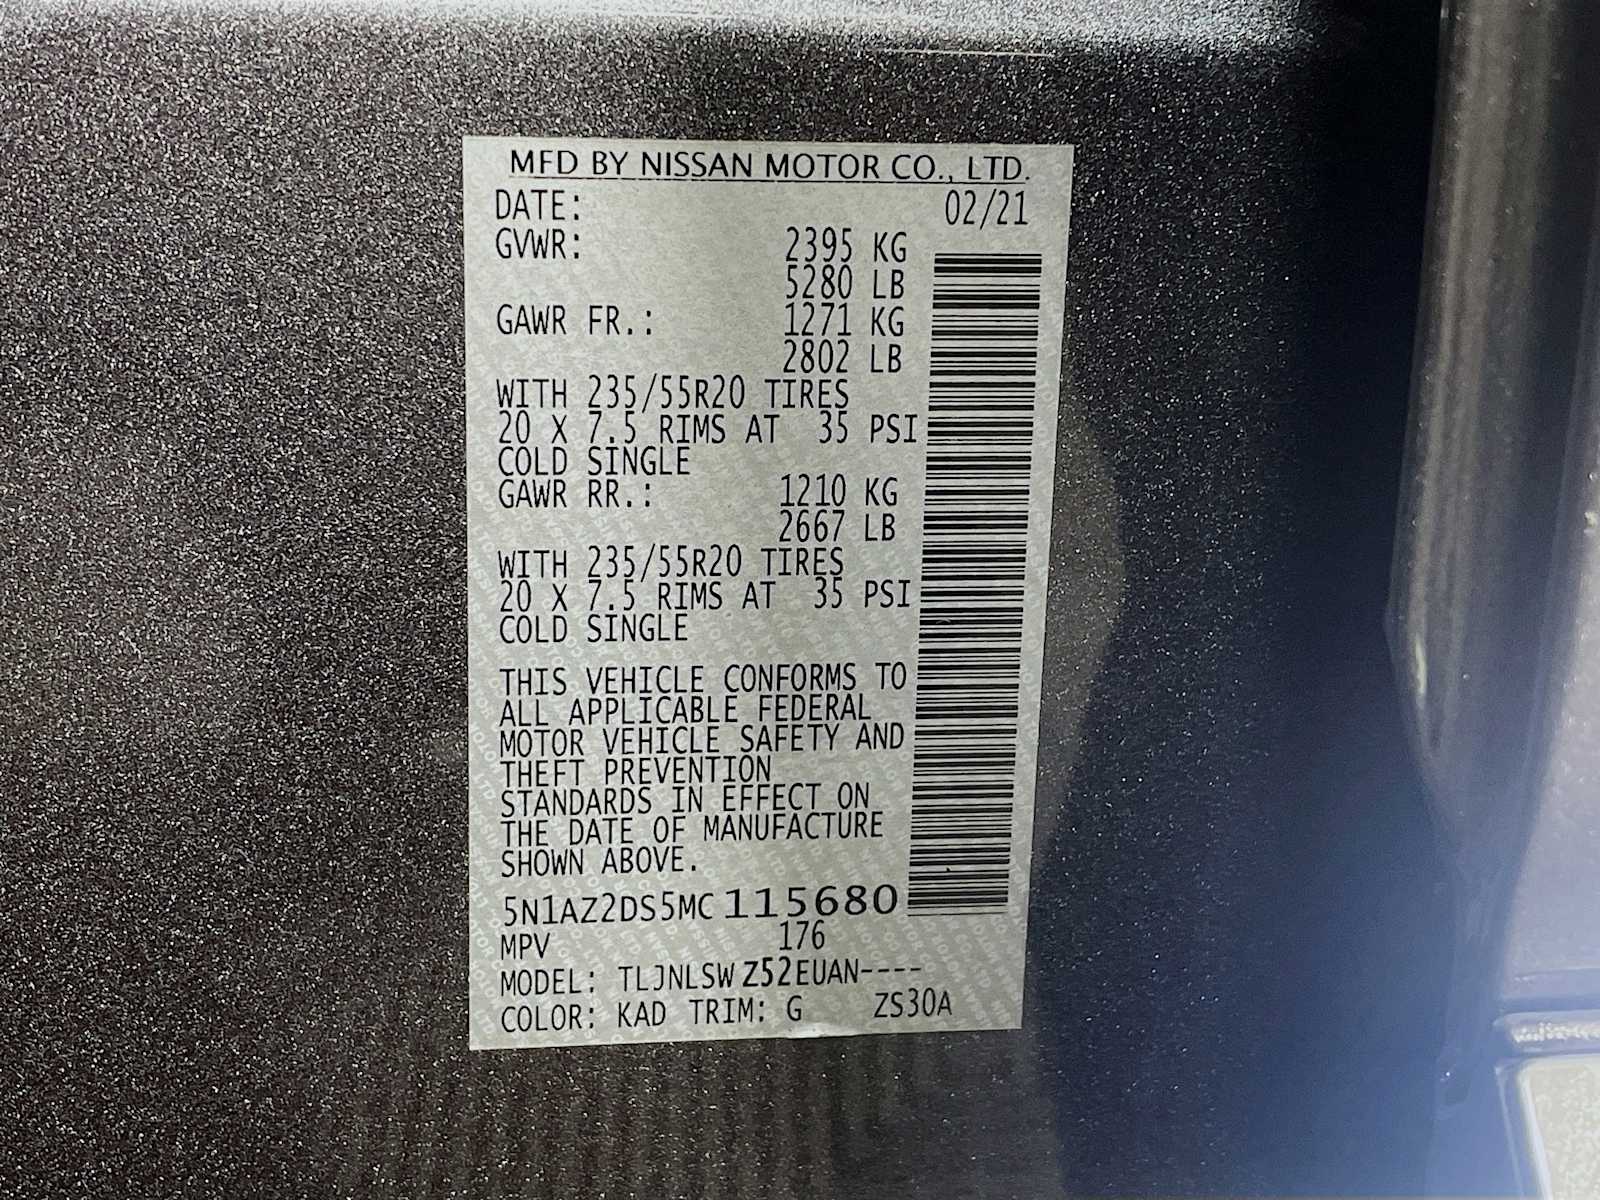 MFD BY NISSAN MOTOR CO., LTD.
DATE: 02/21
GVWR: 2395 KG
5280 LB
GAWR FR.: 1271 KG
2802 LB
WITH 235/55R20 TIRES
20 X 7.5 RIMS AT 35 PSI
COLD SINGLE
GAWR RR.: 1210 KG
2667 LB
WITH 235/55R20 TIRES
20 X 7.5 RIMS AT 35 PSI
COLD SINGLE
THIS VEHICLE CONFORMS TO
ALL APPLICABLE FEDERAL
MOTOR VEHICLE SAFETY AND
THEFT PREVENTION
STANDARDS IN EFFECT ON
THE DATE OF MANUFACTURE
SHOWN ABOVE.
5N1AZ2DS5MC115680
MPV 176
MODEL: TLJNLSWZ52EUAN----
COLOR: KAD TRIM: G ZS30A